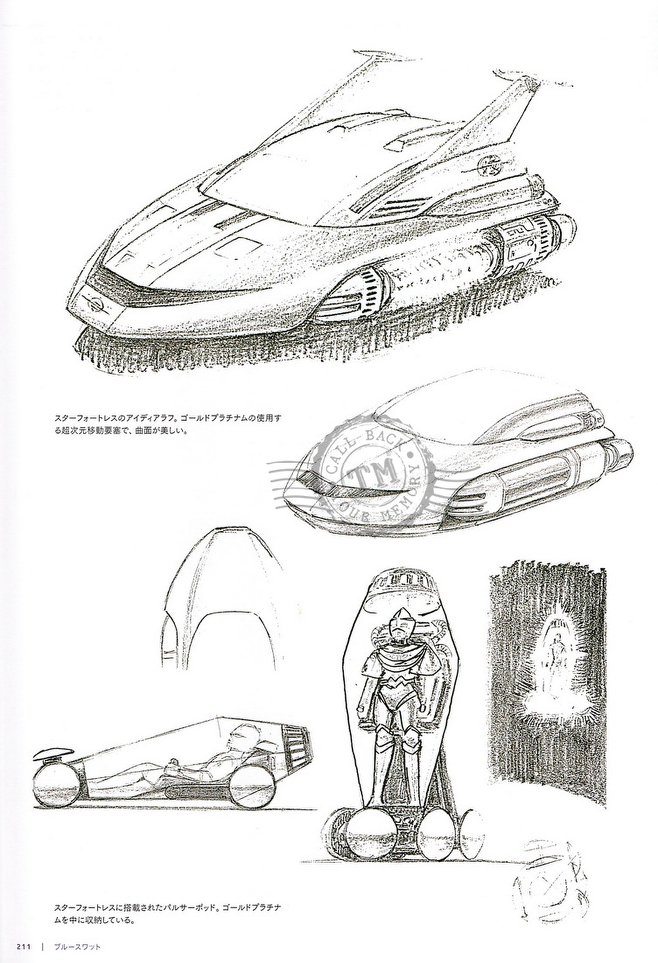 スターフォートレスのアイディアラフ。ゴールドプラチナムの使用す
る超次元移動要塞で、曲面が美しい。
CALL BACK
TM
OUR MEMORY
スターフォートレスに搭載されたパルサーポッド。ゴールドプラチナ
ムを中に収納している。
211 | ブルースワット